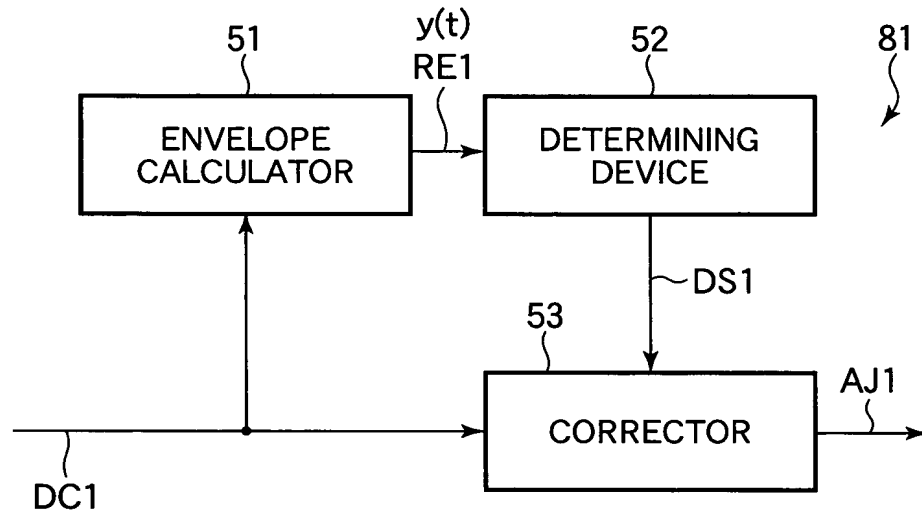 51
y(t)
RE1
52
81
ENVELOPE
CALCULATOR
DETERMINING
DEVICE
DS1
53
AJ1
CORRECTOR
DC1